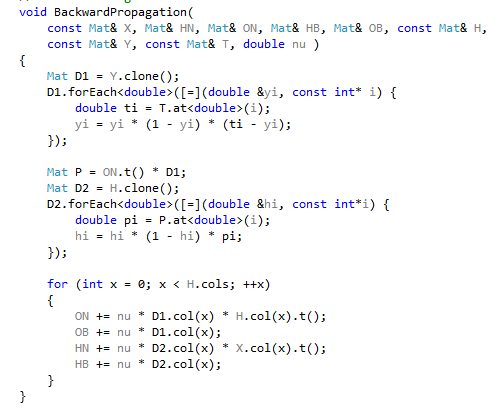 void BackwardPropagation(
    const Mat& X, Mat& HN, Mat& ON, Mat& HB, Mat& OB, const Mat& H,
    const Mat& Y, const Mat& T, double nu )
{
    Mat D1 = Y.clone();
    D1.forEach<double>([=](double &yi, const int* i) {
        double ti = T.at<double>(i);
        yi = yi * (1 - yi) * (ti - yi);
    });

    Mat P = ON.t() * D1;
    Mat D2 = H.clone();
    D2.forEach<double>([=](double &hi, const int*i) {
        double pi = P.at<double>(i);
        hi = hi * (1 - hi) * pi;
    });

    for (int x = 0; x < H.cols; ++x)
    {
        ON += nu * D1.col(x) * H.col(x).t();
        OB += nu * D1.col(x);
        HN += nu * D2.col(x) * X.col(x).t();
        HB += nu * D2.col(x);
    }
}